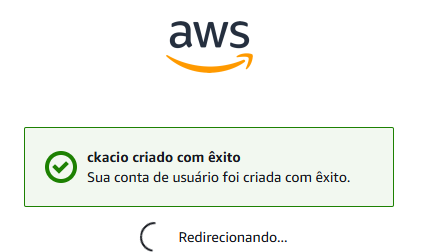 aws
ckacio criado com êxito
Sua conta de usuário foi criada com êxito.
Redirecionando...